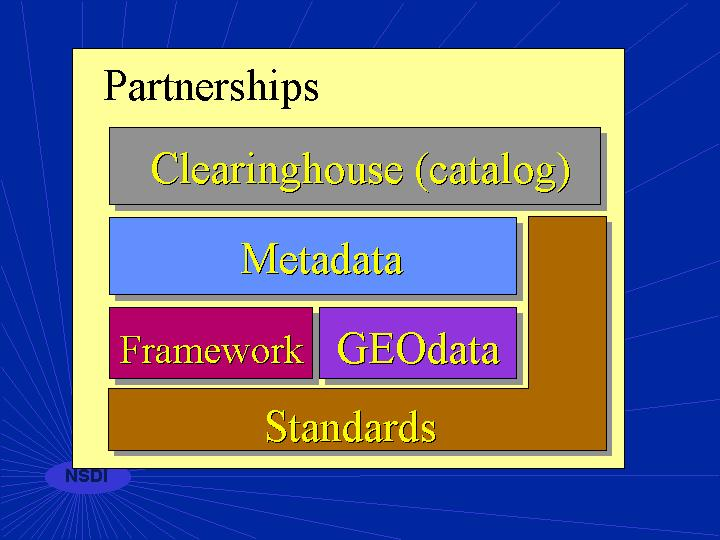 Partnerships
Clearinghouse (catalog)
Metadata
Framework
GEOdata
Standards
NSDI